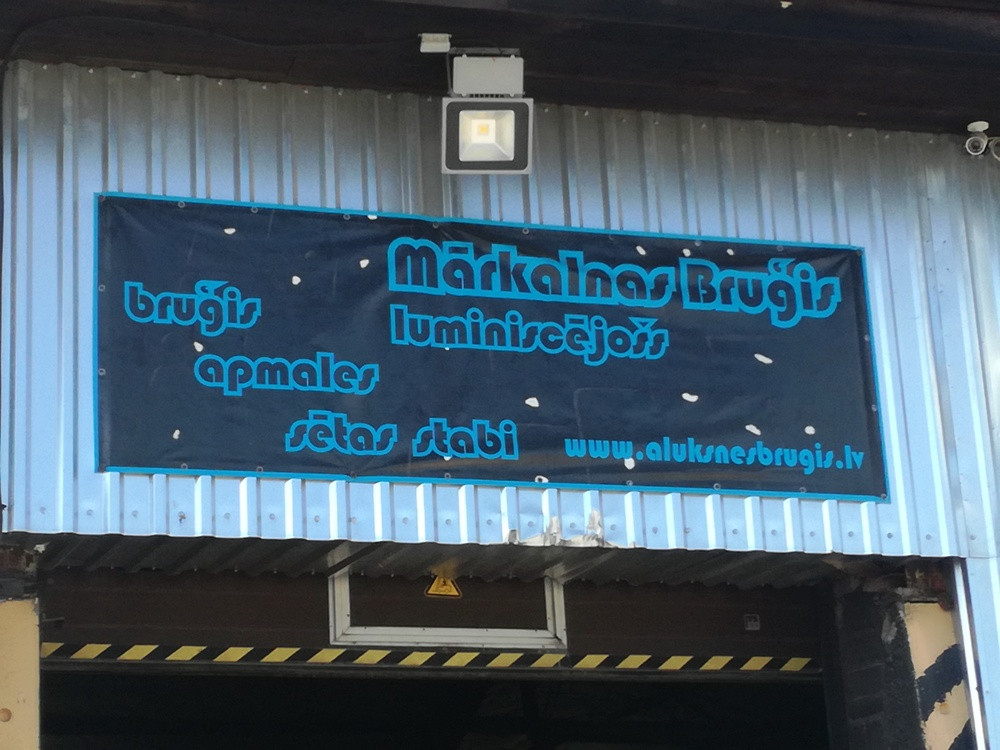 Mārkalnas Bruģis
luminiscējošs
bruģis
apmales
sētas stabi
www.aluksnesbrugis.lv